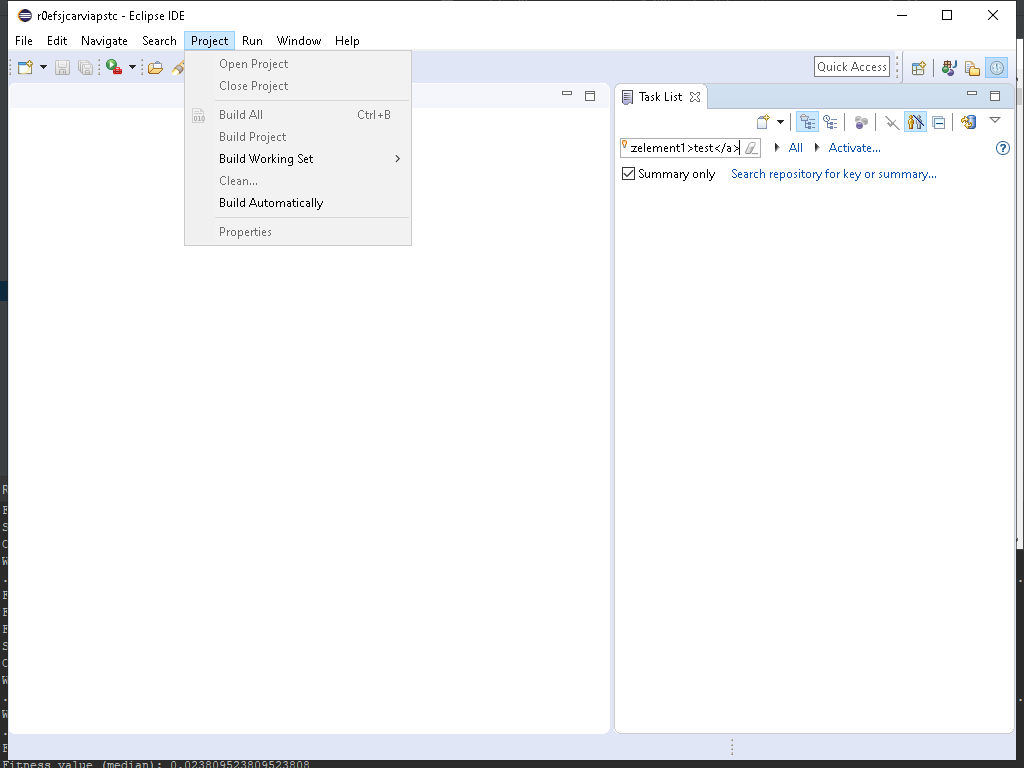 r0efsjcarviapstc - Eclipse IDE
File Edit Navigate Search Project Run Window Help
Open Project
Close Project
Build All Ctrl+B
Build Project
Build Working Set
Clean...
Build Automatically
Properties
Quick Access
Task List
zelement1>test</a> All Activate...
Summary only Search repository for key or summary...
Fitness value (median): 0.023809523809523808